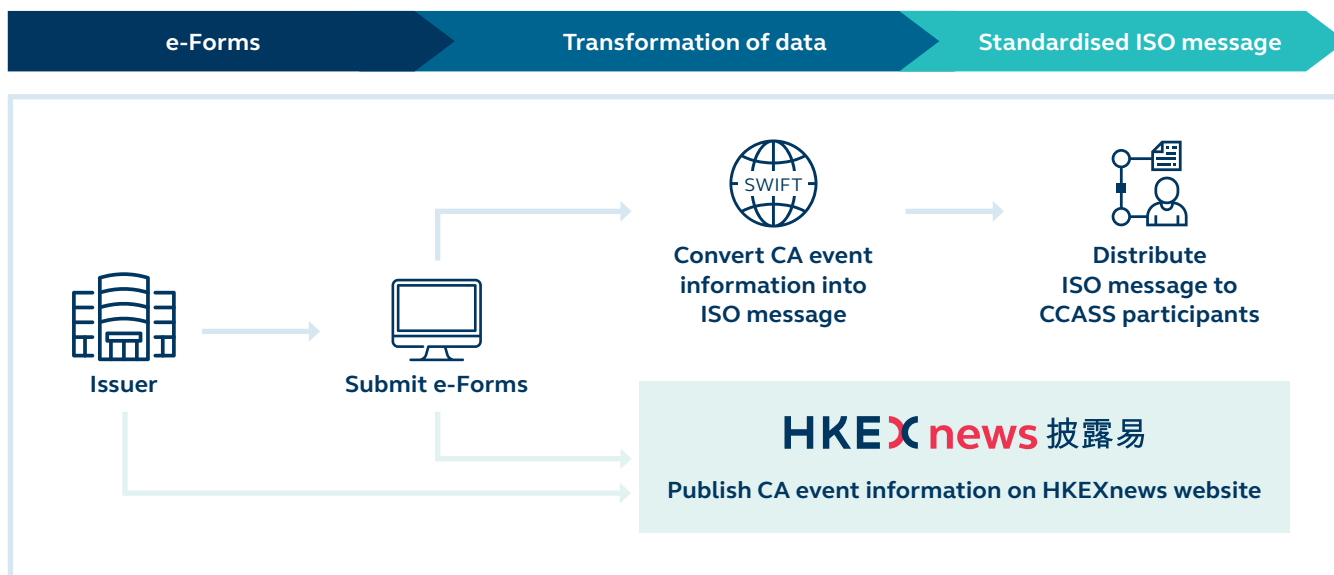 e-Forms
Transformation of data
Standardised ISO message
SWIFT
Convert CA event
information into
ISO message
Distribute
ISO message to
CCASS participants
Issuer
Submit e-Forms
HKEX news 披露易
Publish CA event information on HKEXnews website